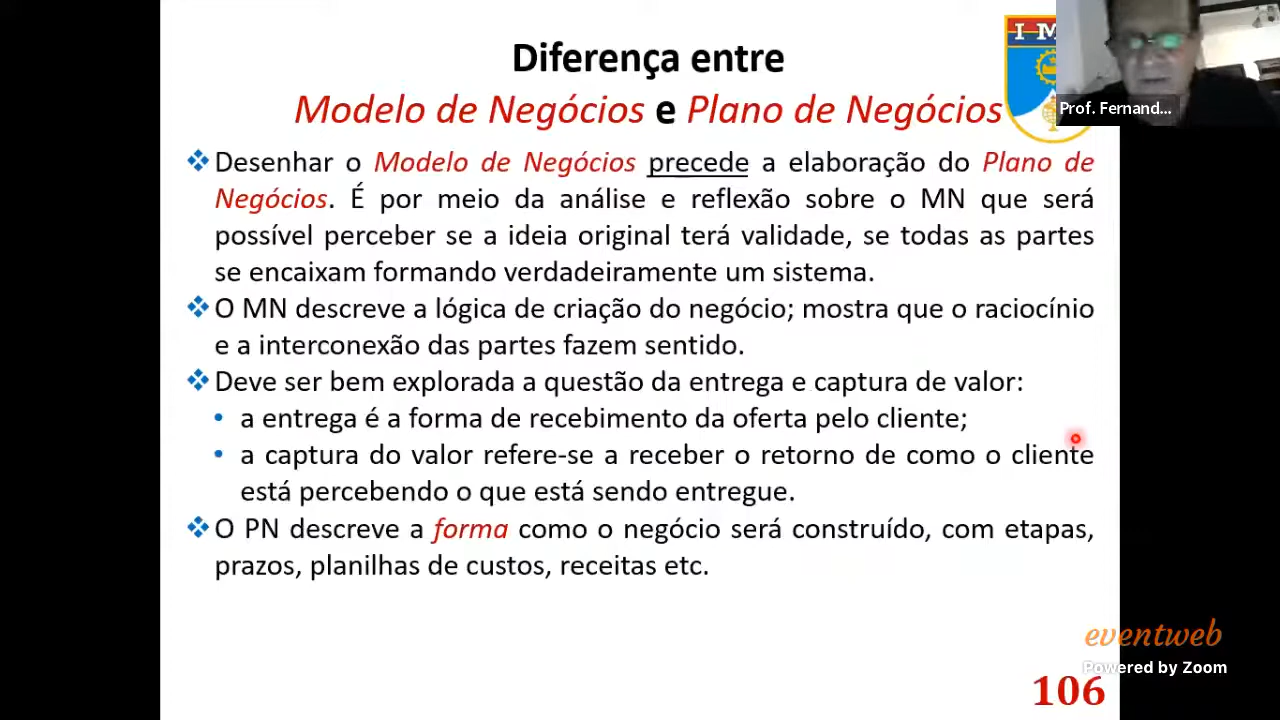 Diferença entre
Modelo de Negócios e Plano de Negócios
I M
Prof. Fernand...
Desenhar o Modelo de Negócios precede a elaboração do Plano de
Negócios. É por meio da análise e reflexão sobre o MN que será
possível perceber se a ideia original terá validade, se todas as partes
se encaixam formando verdadeiramente um sistema.
O MN descreve a lógica de criação do negócio; mostra que o raciocínio
e a interconexão das partes fazem sentido.
Deve ser bem explorada a questão da entrega e captura de valor:
• a entrega é a forma de recebimento da oferta pelo cliente;
• a captura do valor refere-se a receber o retorno de como o cliente
está percebendo o que está sendo entregue.
O PN descreve a forma como o negócio será construído, com etapas,
prazos, planilhas de custos, receitas etc.
eventweb
Powered by Zoom
106